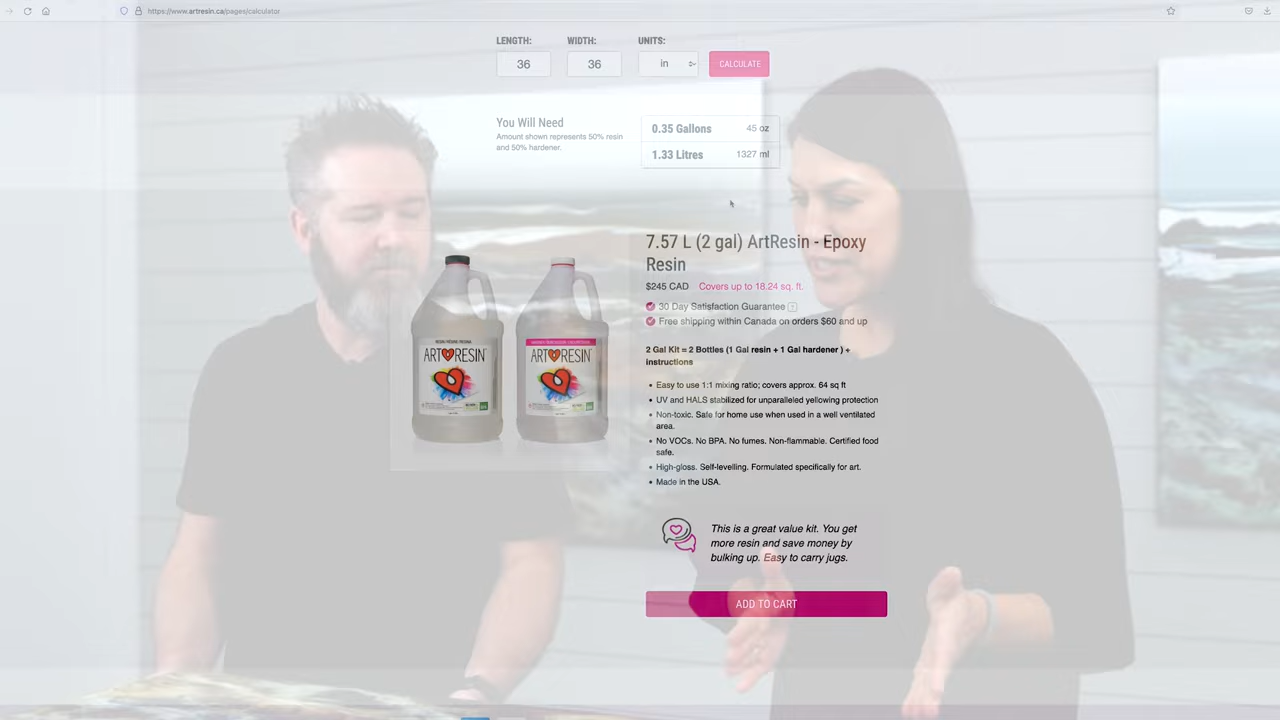 https://www.artresin.ca/pages/calculator
LENGTH: WIDTH: UNITS:
36 36 in CALCULATE
You Will Need
Amount shown represents 50% resin
and 50% hardener.
0.35 Gallons 45 oz
1.33 Litres 1327 ml
7.57 L (2 gal) ArtResin - Epoxy
Resin
$245 CAD Covers up to 18.24 sq. ft.
30 Day Satisfaction Guarantee ?
Free shipping within Canada on orders $60 and up
2 Gal Kit = 2 Bottles (1 Gal resin + 1 Gal hardener ) +
instructions
• Easy to use 1:1 mixing ratio; covers approx. 64 sq ft
• UV and HALS stabilized for unparalleled yellowing protection
• Non-toxic. Safe for home use when used in a well ventilated
area.
• No VOCs. No BPA. No fumes. Non-flammable. Certified food
safe.
• High-gloss. Self-levelling. Formulated specifically for art.
• Made in the USA.
This is a great value kit. You get
more resin and save money by
bulking up. Easy to carry jugs.
ADD TO CART
ART RESIN
ART RESIN